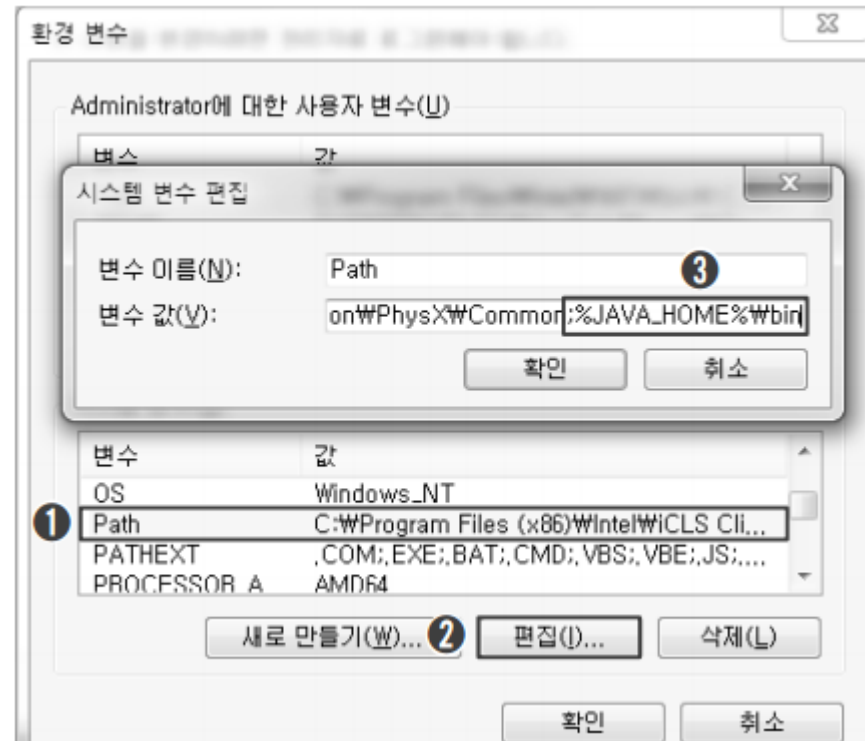 환경 변수
Administrator에 대한 사용자 변수(U)
변수 값
시스템 변수 편집
변수 이름(N): Path
❸
변수 값(V): on₩PhysX₩Common;%JAVA_HOME%₩bin
확인 취소
변수 값
OS Windows_NT
❶ Path C:₩Program Files (x86)₩Intel₩iCLS Cli...
PATHEXT .COM;.EXE;.BAT;.CMD;.VBS;.VBE;.JS;....
PROCESSOR_A... AMD64
새로 만들기(W)... ❷ 편집(I)... 삭제(L)
확인 취소